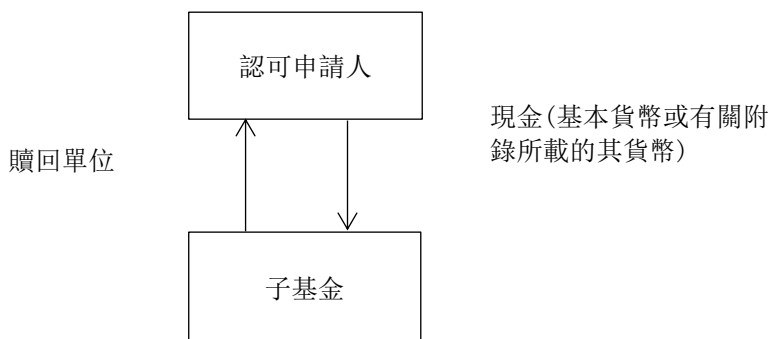 認可申請人
現金(基本貨幣或有關附
錄所載的其貨幣)
贖回單位
子基金